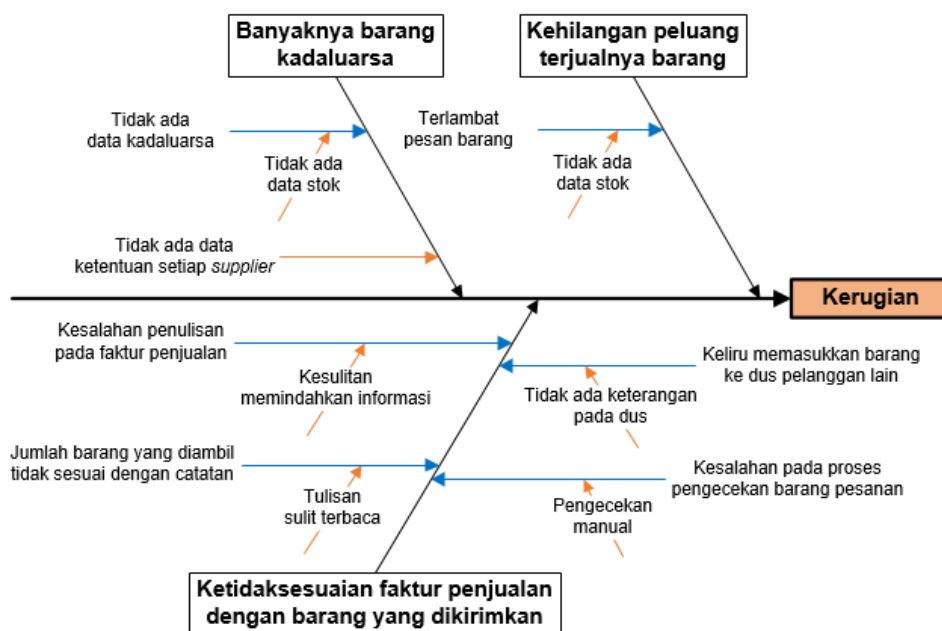 Banyaknya barang
kadaluarsa
Kehilangan peluang
terjualnya barang
Tidak ada
data kadaluarsa
Tidak ada
data stok
Terlambat
pesan barang
Tidak ada
data stok
Tidak ada data
ketentuan setiap supplier
Kerugian
Kesalahan penulisan
pada faktur penjualan
Kesulitan
memindahkan informasi
Keliru memasukkan barang
ke dus pelanggan lain
Tidak ada keterangan
pada dus
Jumlah barang yang diambil
tidak sesuai dengan catatan
Tulisan
sulit terbaca
Kesalahan pada proses
pengecekan barang pesanan
Pengecekan
manual
Ketidaksesuaian faktur penjualan
dengan barang yang dikirimkan